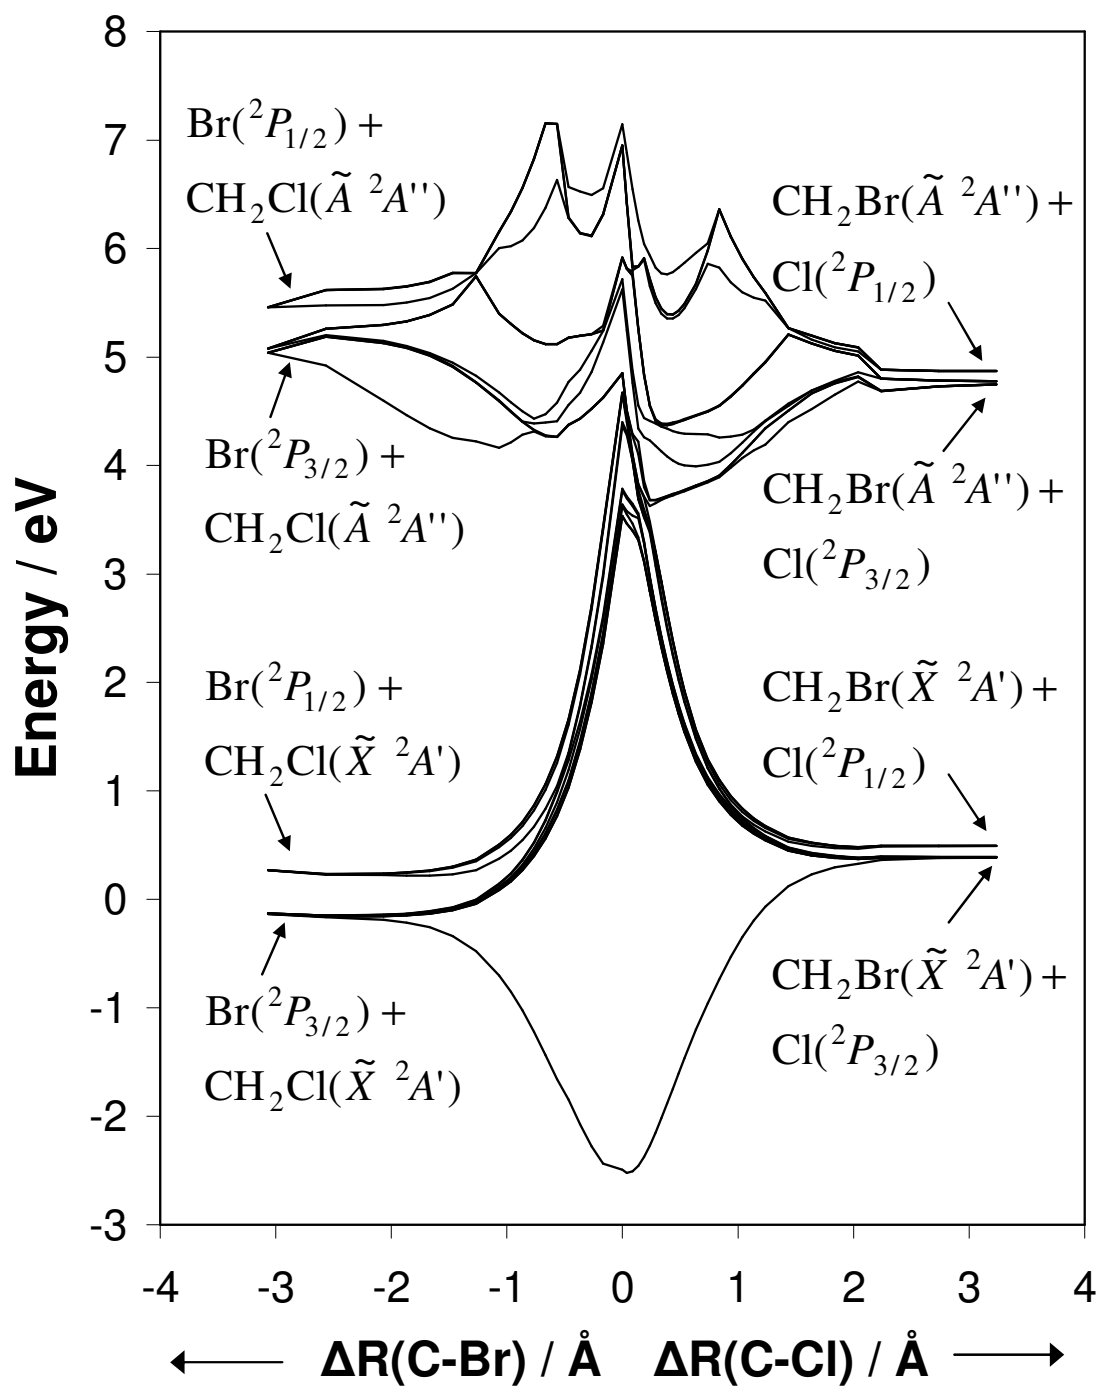 8
7
6
5
4
3
2
1
0
-1
-2
-3
Energy / eV
Br(²P₁/₂) +
CH₂Cl(Ã ²A'')
CH₂Br(Ã ²A'') +
Cl(²P₁/₂)
Br(²P₃/₂) +
CH₂Cl(Ã ²A'')
CH₂Br(Ã ²A'') +
Cl(²P₃/₂)
Br(²P₁/₂) +
CH₂Cl(X̃ ²A')
CH₂Br(X̃ ²A') +
Cl(²P₁/₂)
Br(²P₃/₂) +
CH₂Cl(X̃ ²A')
CH₂Br(X̃ ²A') +
Cl(²P₃/₂)
-4 -3 -2 -1 0 1 2 3 4
ΔR(C-Br) / Å ΔR(C-Cl) / Å